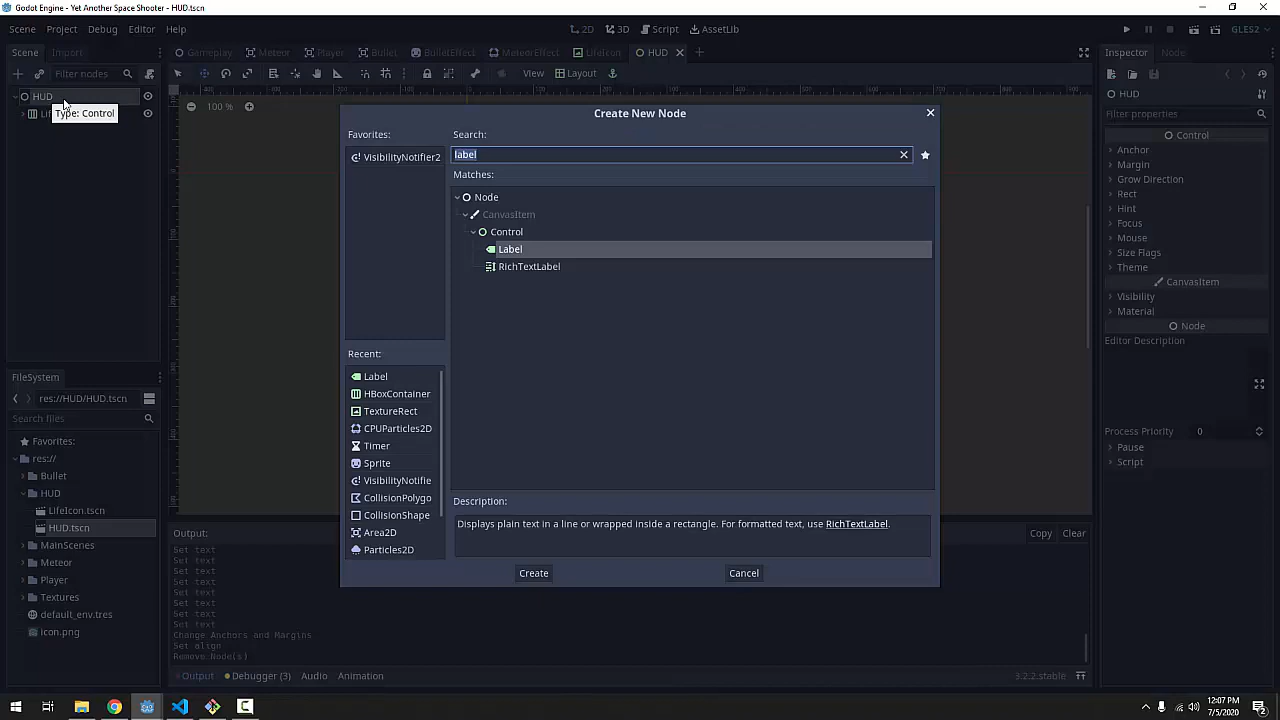 Godot Engine - Yet Another Space Shooter - HUD.tscn
Scene Project Debug Editor Help
2D 3D Script AssetLib
GLES2
Scene Import
Gameplay Meteor Player Bullet BulletEffect MeteorEffect LifeIcon HUD
Inspector Node
Filter nodes
View Layout
HUD
Type: Control
100 %
Create New Node
Favorites:
VisibilityNotifier2
Search:
label
Matches:
Node
CanvasItem
Control
Label
RichTextLabel
Recent:
Label
HBoxContainer
TextureRect
CPUParticles2D
Timer
Sprite
VisibilityNotifie
CollisionPolygo
CollisionShape
Area2D
Particles2D
Description:
Displays plain text in a line or wrapped inside a rectangle. For formatted text, use RichTextLabel.
Create Cancel
HUD
Filter properties
Control
Anchor
Margin
Grow Direction
Rect
Hint
Focus
Mouse
Size Flags
Theme
CanvasItem
Visibility
Material
Node
Editor Description
Process Priority 0
Pause
Script
FileSystem
res://HUD/HUD.tscn
Search files
Favorites:
res://
Bullet
HUD
LifeIcon.tscn
HUD.tscn
MainScenes
Meteor
Player
Textures
default_env.tres
icon.png
Output:
Copy Clear
Set text
Set text
Set text
Set text
Set text
Set text
Set text
Change Anchors and Margins
Set align
Remove Node(s)
Output Debugger (3) Audio Animation
3.2.2.stable
12:07 PM
7/5/2020